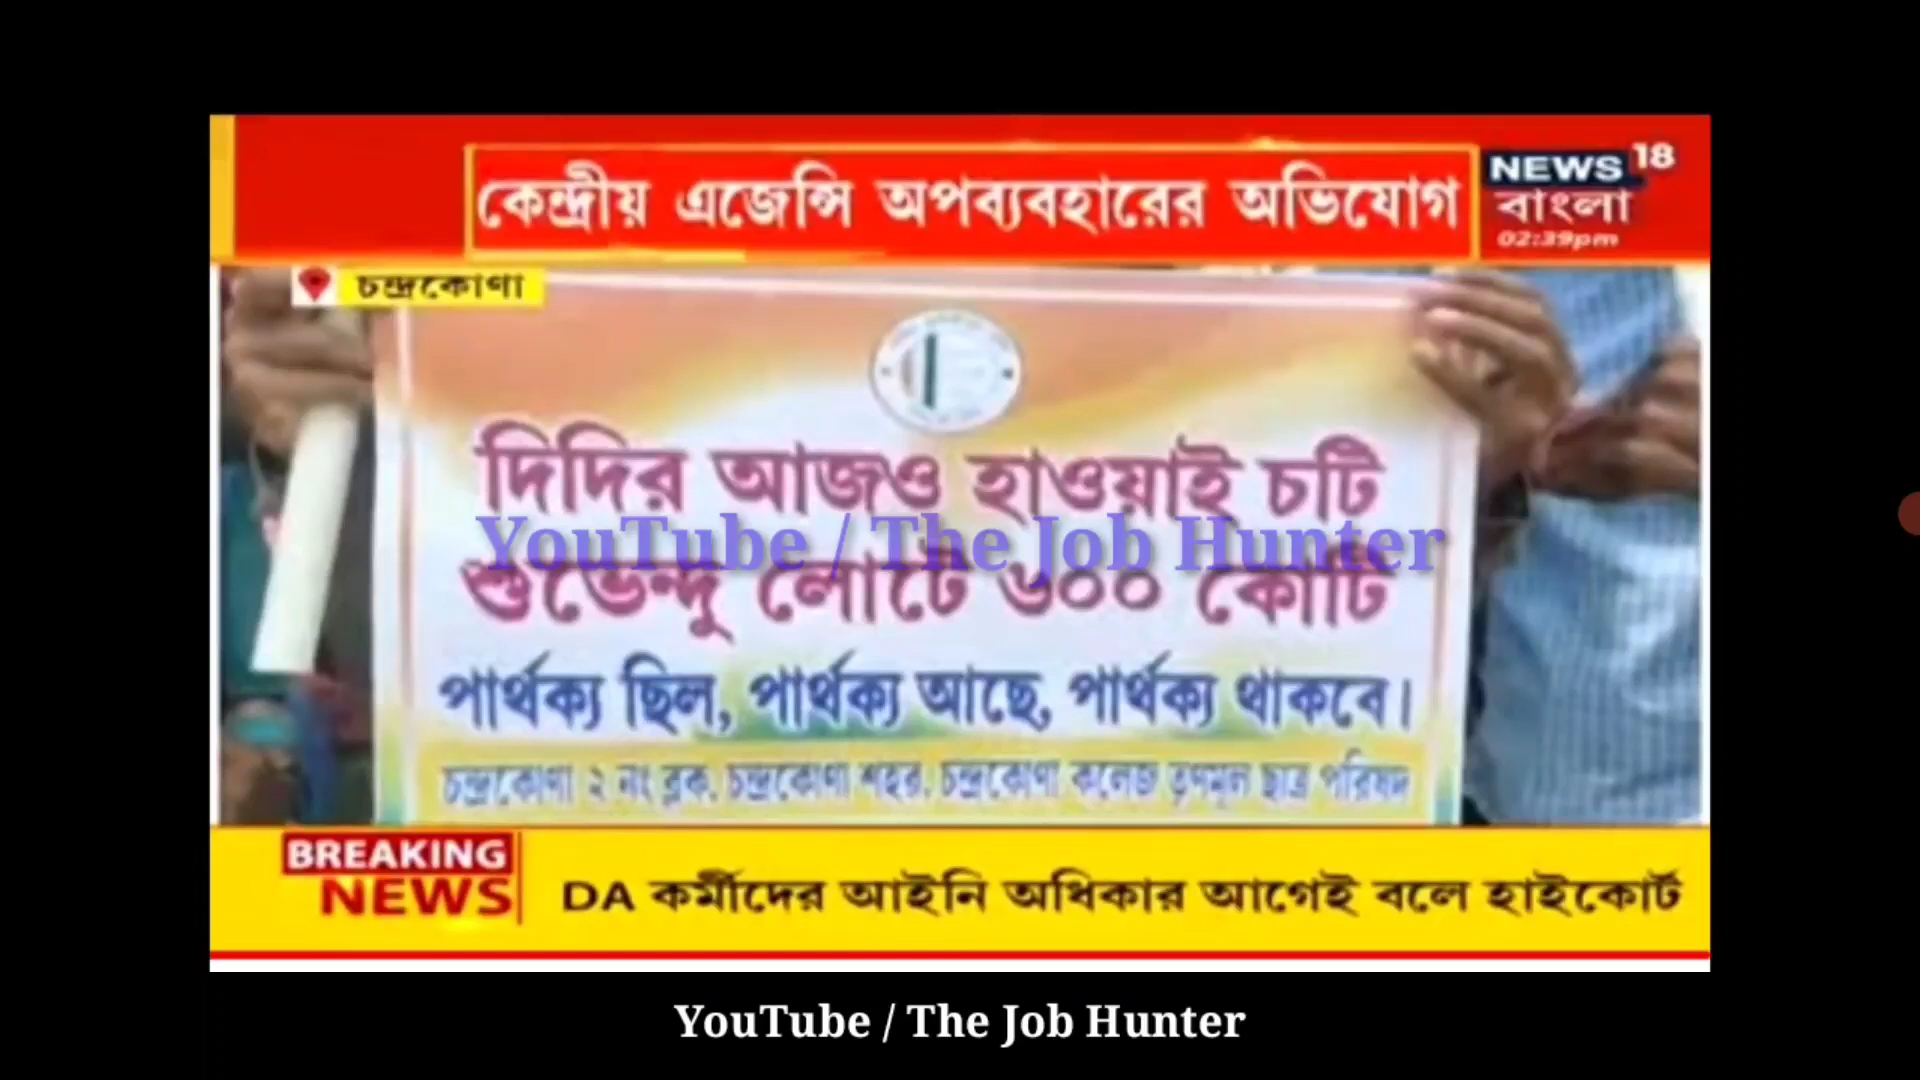 কেন্দ্রীয় এজেন্সি অপব্যবহারের অভিযোগ
NEWS 18
বাংলা
02:39pm
চন্দ্রকোণা
দিদির আজও হাওয়াই চটি
YouTube / The Job Hunter
শুভেন্দু লোটে ৬০০ কোটি
পার্থক্য ছিল, পার্থক্য আছে, পার্থক্য থাকবে।
চন্দ্রকোণা ২ নং ব্লক, চন্দ্রকোণা শহর, চন্দ্রকোণা কলেজ তৃণমূল ছাত্র পরিষদ
BREAKING
NEWS
DA কর্মীদের আইনি অধিকার আগেই বলে হাইকোর্ট
YouTube / The Job Hunter